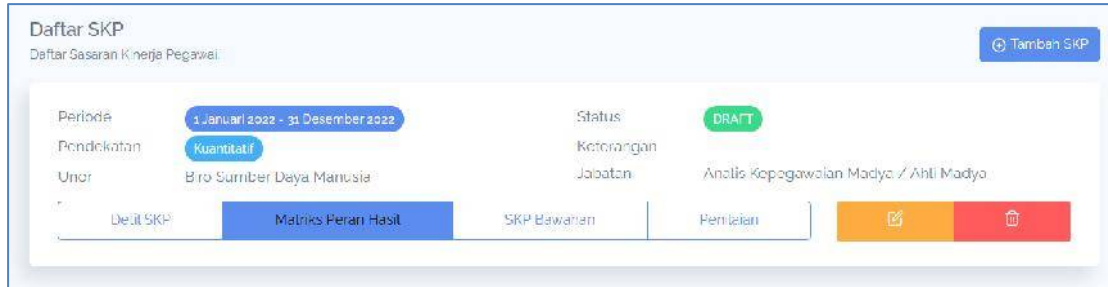 Daftar SKP
Daftar Sasaran Kinerja Pegawai.
Tambah SKP
Periode 1 Januari 2022 - 31 Desember 2022 Status DRAFT
Pendekatan Kuantitatif Keterangan
Unor Biro Sumber Daya Manusia Jabatan Analis Kepegawaian Madya / Ahli Madya
Detil SKP Matriks Peran Hasil SKP Bawahan Penilaian